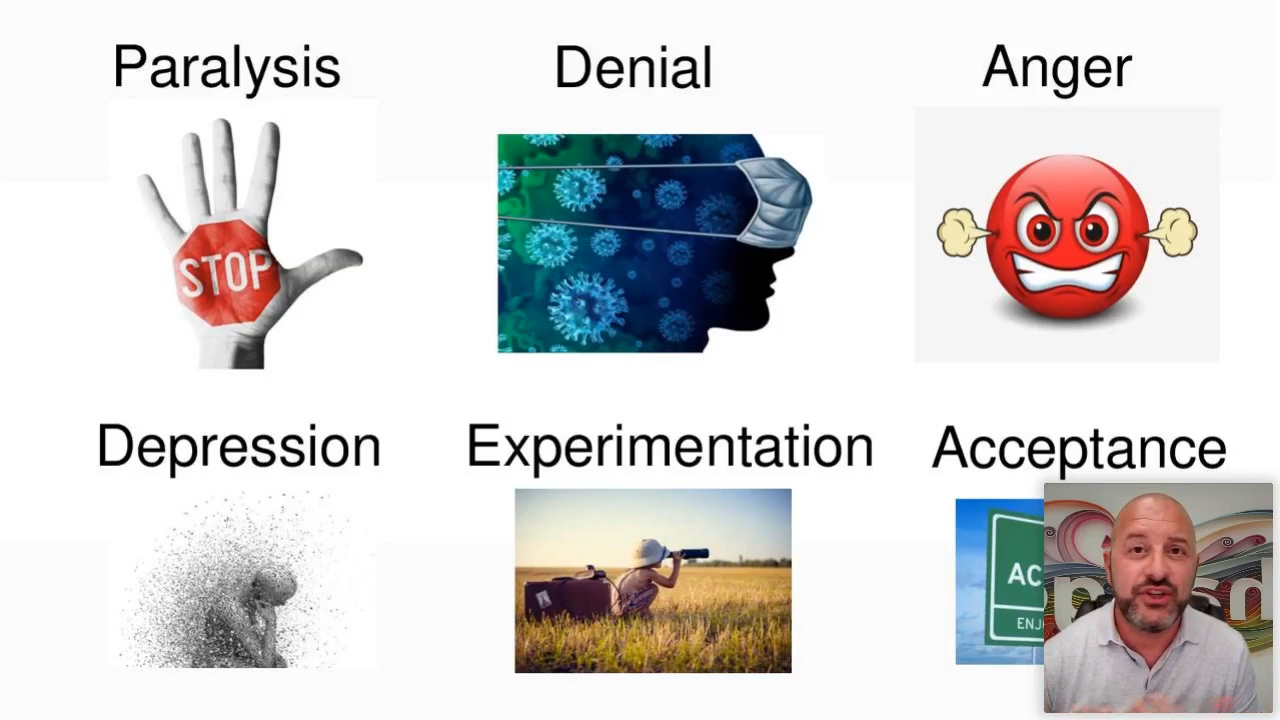 Paralysis
Denial
Anger
STOP
Depression
Experimentation
Acceptance
AC
ENJ